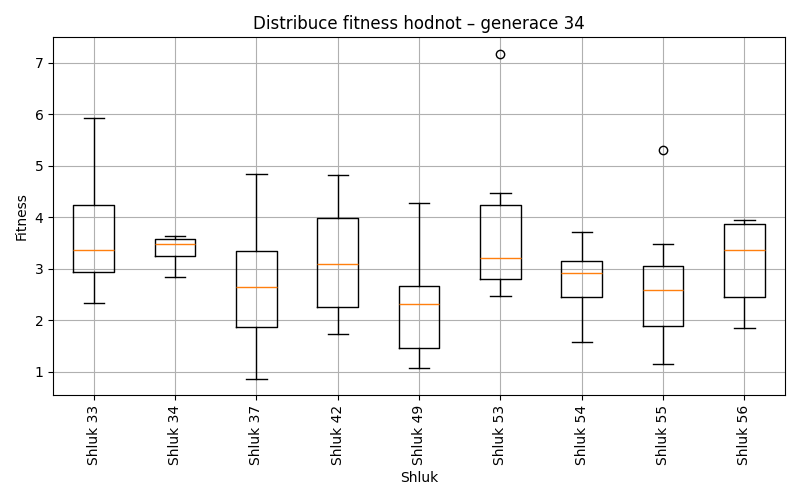 Distribuce fitness hodnot – generace 34
Fitness
7
6
5
4
3
2
1
Shluk 33
Shluk 34
Shluk 37
Shluk 42
Shluk 49
Shluk 53
Shluk 54
Shluk 55
Shluk 56
Shluk